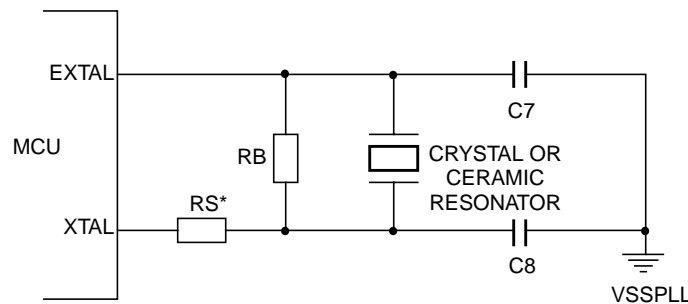 EXTAL
C7
MCU
RB
CRYSTAL OR
CERAMIC
RESONATOR
RS*
XTAL
C8
VSSPLL